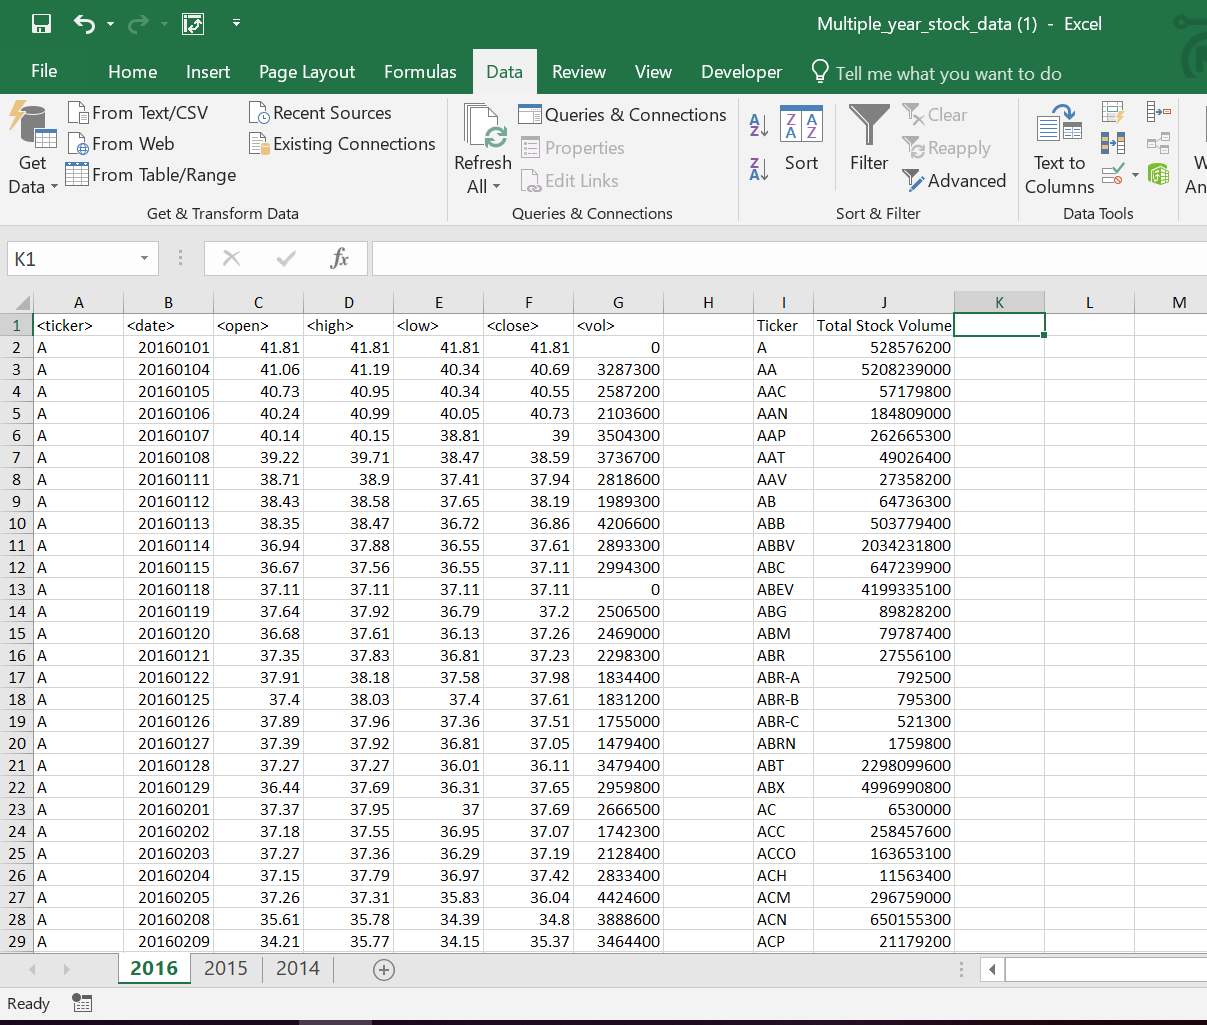 Multiple_year_stock_data (1) - Excel
File Home Insert Page Layout Formulas Data Review View Developer Tell me what you want to do
From Text/CSV Recent Sources Queries & Connections Clear
From Web Existing Connections Properties Reapply
From Table/Range Edit Links Advanced
Get Data Refresh All Sort Filter Text to Columns
Get & Transform Data Queries & Connections Sort & Filter Data Tools
K1 fx
A B C D E F G H I J K L M
1 <ticker> <date> <open> <high> <low> <close> <vol> Ticker Total Stock Volume
2 A 20160101 41.81 41.81 41.81 41.81 0 A 528576200
3 A 20160104 41.06 41.19 40.34 40.69 3287300 AA 5208239000
4 A 20160105 40.73 40.95 40.34 40.55 2587200 AAC 57179800
5 A 20160106 40.24 40.99 40.05 40.73 2103600 AAN 184809000
6 A 20160107 40.14 40.15 38.81 39 3504300 AAP 262665300
7 A 20160108 39.22 39.71 38.47 38.59 3736700 AAT 49026400
8 A 20160111 38.71 38.9 37.41 37.94 2818600 AAV 27358200
9 A 20160112 38.43 38.58 37.65 38.19 1989300 AB 64736300
10 A 20160113 38.35 38.47 36.72 36.86 4206600 ABB 503779400
11 A 20160114 36.94 37.88 36.55 37.61 2893300 ABBV 2034231800
12 A 20160115 36.67 37.56 36.55 37.11 2994300 ABC 647239900
13 A 20160118 37.11 37.11 37.11 37.11 0 ABEV 4199335100
14 A 20160119 37.64 37.92 36.79 37.2 2506500 ABG 89828200
15 A 20160120 36.68 37.61 36.13 37.26 2469000 ABM 79787400
16 A 20160121 37.35 37.83 36.81 37.23 2298300 ABR 27556100
17 A 20160122 37.91 38.18 37.58 37.98 1834400 ABR-A 792500
18 A 20160125 37.4 38.03 37.4 37.61 1831200 ABR-B 795300
19 A 20160126 37.89 37.96 37.36 37.51 1755000 ABR-C 521300
20 A 20160127 37.39 37.92 36.81 37.05 1479400 ABRN 1759800
21 A 20160128 37.27 37.27 36.01 36.11 3479400 ABT 2298099600
22 A 20160129 36.44 37.69 36.31 37.65 2959800 ABX 4996990800
23 A 20160201 37.37 37.95 37 37.69 2666500 AC 6530000
24 A 20160202 37.18 37.55 36.95 37.07 1742300 ACC 258457600
25 A 20160203 37.27 37.36 36.29 37.19 2128400 ACCO 163653100
26 A 20160204 37.15 37.79 36.97 37.42 2833400 ACH 11563400
27 A 20160205 37.26 37.31 35.83 36.04 4424600 ACM 296759000
28 A 20160208 35.61 35.78 34.39 34.8 3888600 ACN 650155300
29 A 20160209 34.21 35.77 34.15 35.37 3464400 ACP 21179200
2016 2015 2014
Ready